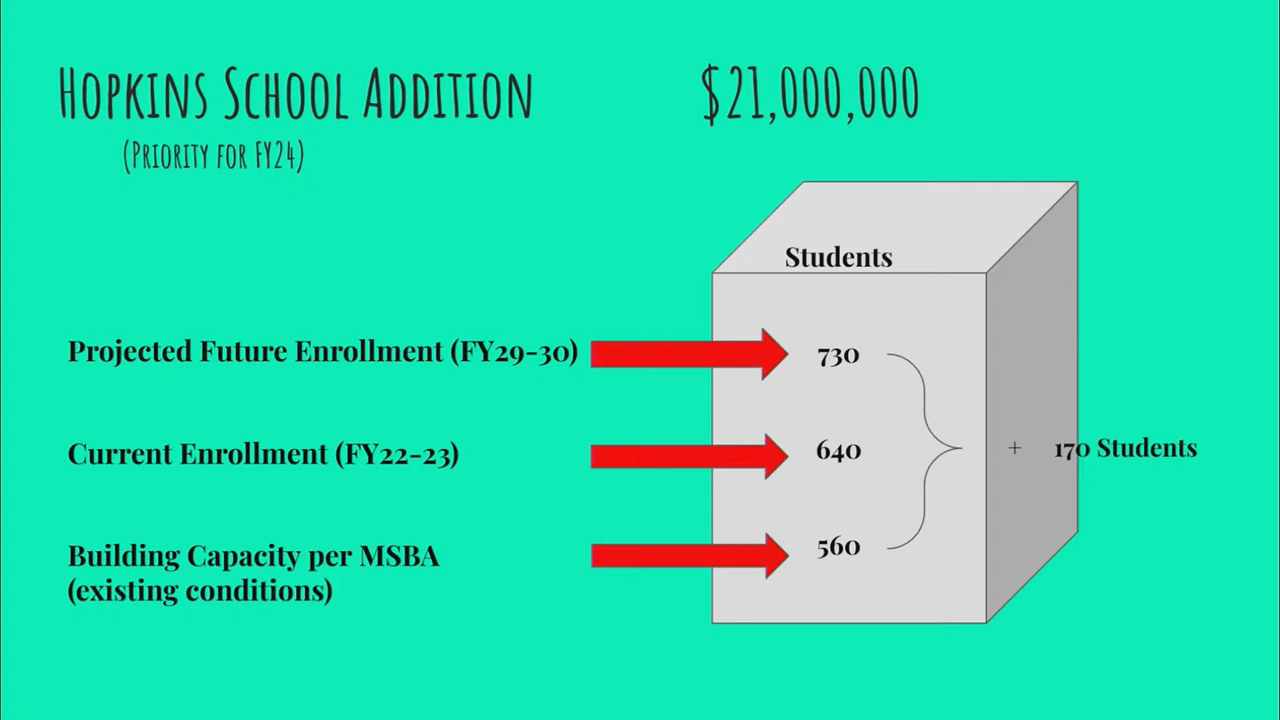 Hopkins School Addition
$21,000,000
(Priority for FY24)
Students
Projected Future Enrollment (FY29-30)
730
Current Enrollment (FY22-23)
640
+ 170 Students
Building Capacity per MSBA
(existing conditions)
560